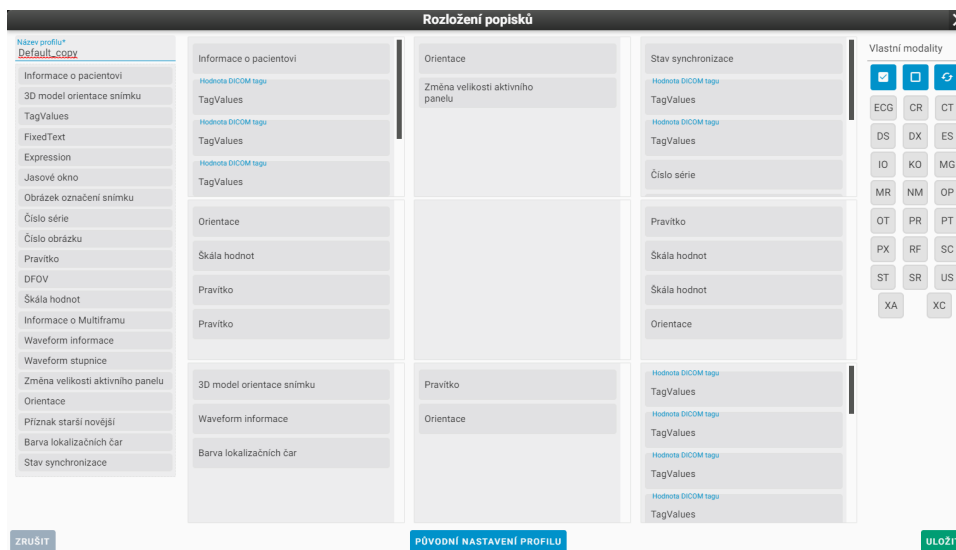 Rozložení popisků
Název profilu*
Default_copy
Informace o pacientovi
3D model orientace snímku
TagValues
FixedText
Expression
Jasové okno
Obrázek označení snímku
Číslo série
Číslo obrázku
Pravítko
DFOV
Škála hodnot
Informace o Multiframu
Waveform informace
Waveform stupnice
Změna velikosti aktivního panelu
Orientace
Příznak starší novější
Barva lokalizačních čar
Stav synchronizace
Informace o pacientovi
Hodnota DICOM tagu
TagValues
Hodnota DICOM tagu
TagValues
Hodnota DICOM tagu
TagValues
Orientace
Změna velikosti aktivního
panelu
Stav synchronizace
Hodnota DICOM tagu
TagValues
Hodnota DICOM tagu
TagValues
Číslo série
Orientace
Škála hodnot
Pravítko
Pravítko
Pravítko
Škála hodnot
Škála hodnot
Orientace
3D model orientace snímku
Waveform informace
Barva lokalizačních čar
Pravítko
Orientace
Hodnota DICOM tagu
TagValues
Hodnota DICOM tagu
TagValues
Hodnota DICOM tagu
TagValues
Hodnota DICOM tagu
TagValues
Vlastní modality
ECG CR CT
DS DX ES
IO KO MG
MR NM OP
OT PR PT
PX RF SC
ST SR US
XA XC
ZRUŠIT
PŮVODNÍ NASTAVENÍ PROFILU
ULOŽIT